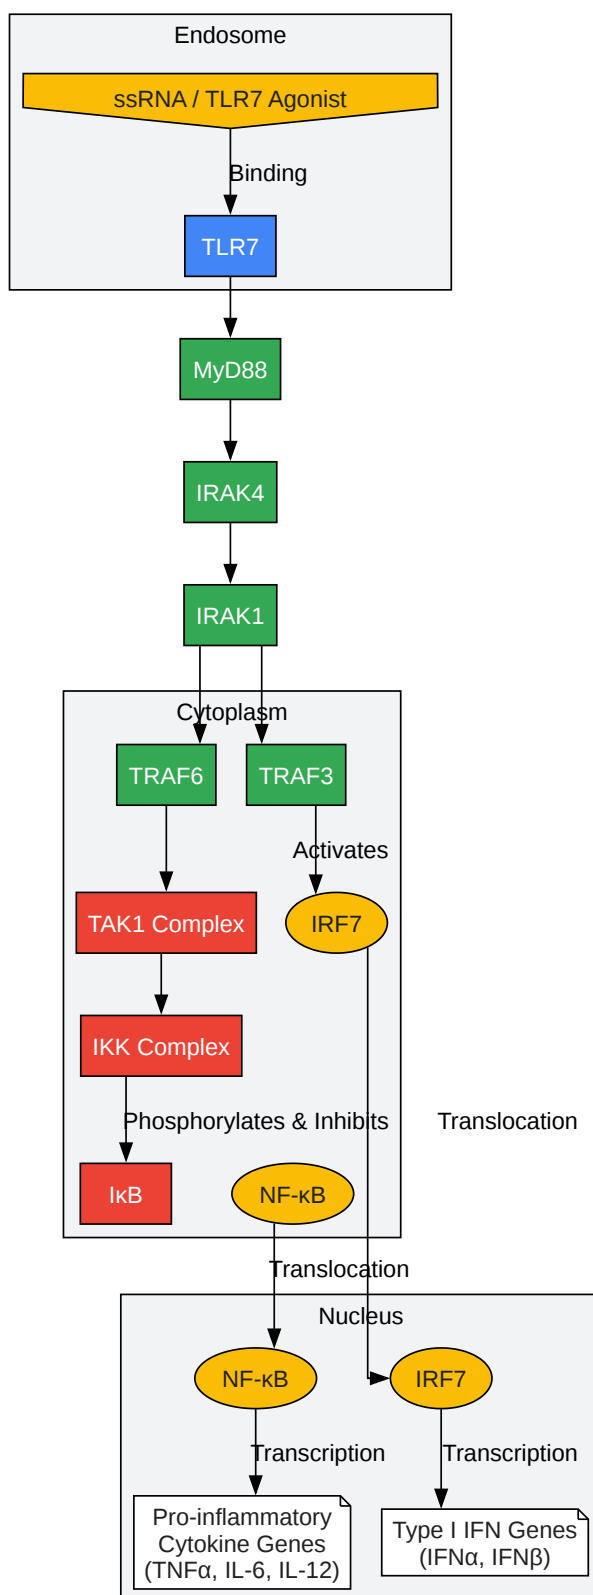 Endosome
ssRNA / TLR7 Agonist
Binding
TLR7
MyD88
IRAK4
IRAK1
Cytoplasm
TRAF6
TRAF3
Activates
TAK1 Complex
IRF7
IKK Complex
Phosphorylates & Inhibits
Translocation
IκB
NF-κB
Translocation
Nucleus
NF-κB
IRF7
Transcription
Transcription
Pro-inflammatory
Cytokine Genes
(TNFα, IL-6, IL-12)
Type I IFN Genes
(IFNα, IFNβ)